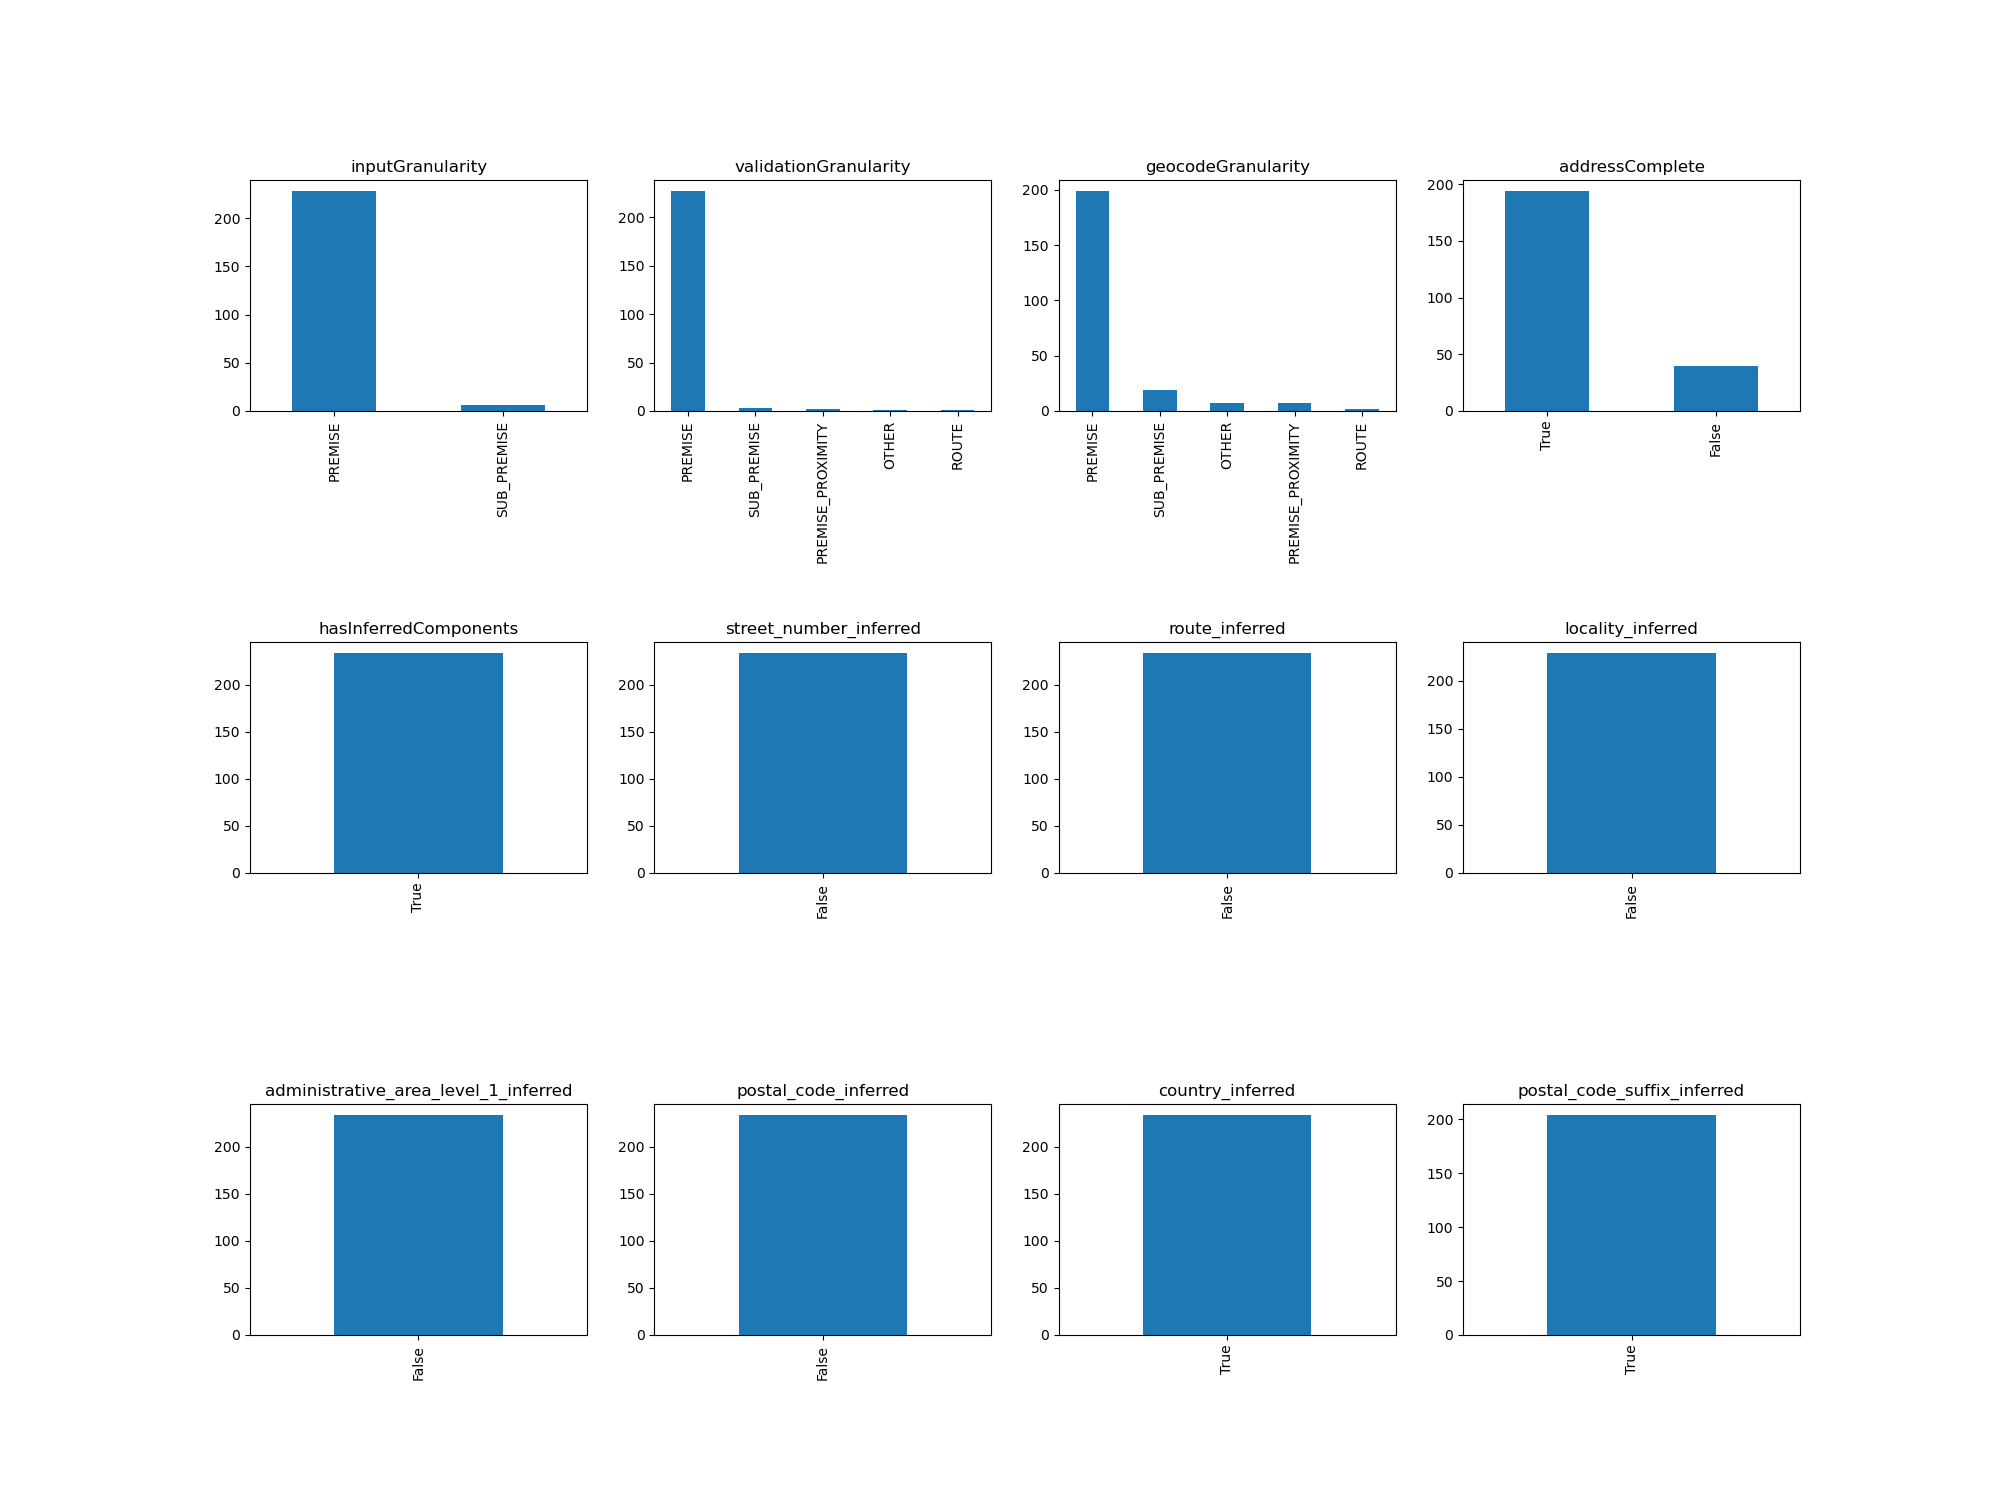 inputGranularity
200
150
100
50
0
PREMISE
SUB_PREMISE
validationGranularity
200
150
100
50
0
PREMISE
SUB_PREMISE
PREMISE_PROXIMITY
OTHER
ROUTE
geocodeGranularity
200
150
100
50
0
PREMISE
SUB_PREMISE
OTHER
PREMISE_PROXIMITY
ROUTE
addressComplete
200
150
100
50
0
True
False
hasInferredComponents
200
150
100
50
0
True
street_number_inferred
200
150
100
50
0
False
route_inferred
200
150
100
50
0
False
locality_inferred
200
150
100
50
0
False
administrative_area_level_1_inferred
200
150
100
50
0
False
postal_code_inferred
200
150
100
50
0
False
country_inferred
200
150
100
50
0
True
postal_code_suffix_inferred
200
150
100
50
0
True